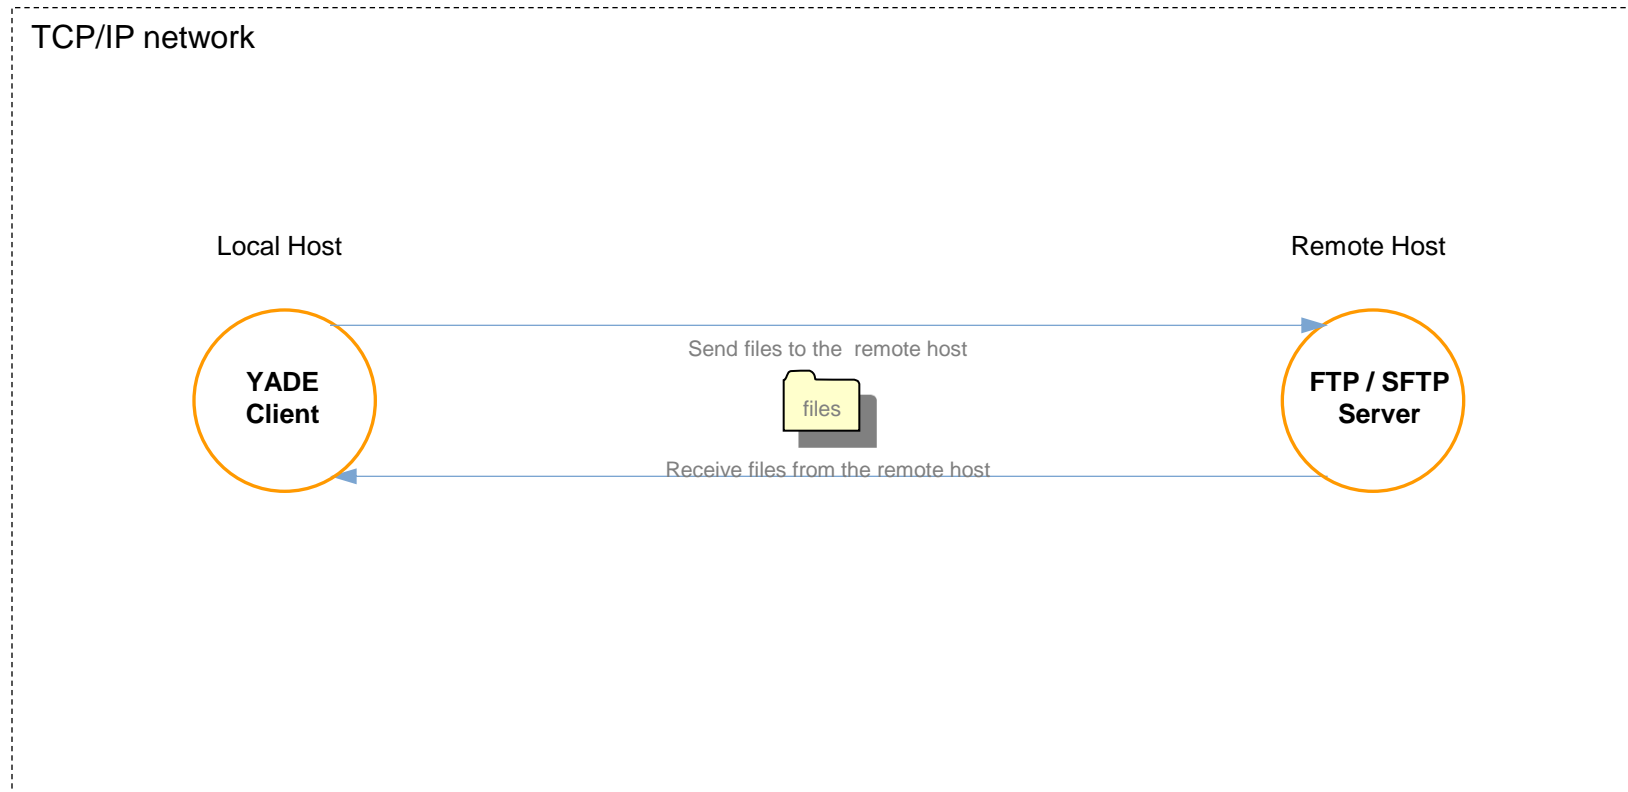 TCP/IP network
Local Host
Remote Host
Send files to the  remote host
YADE
Client
files
FTP / SFTP
Server
Receive files from the remote host